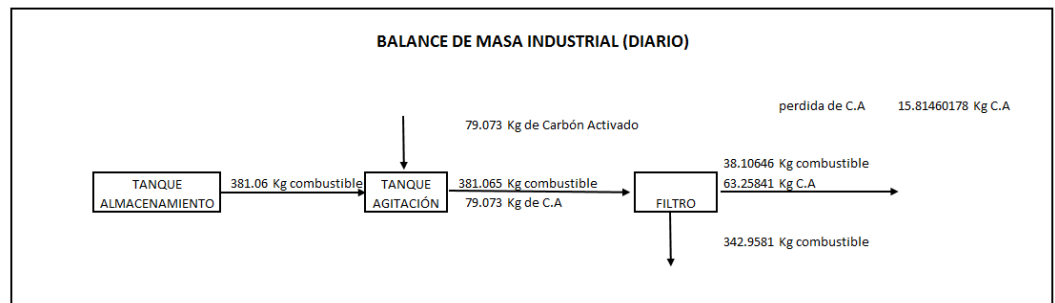 BALANCE DE MASA INDUSTRIAL (DIARIO)
perdida de C.A 15.81460178 Kg C.A
79.073 Kg de Carbón Activado
38.10646 Kg combustible
TANQUE ALMACENAMIENTO
381.06 Kg combustible
TANQUE AGITACIÓN
381.065 Kg combustible
79.073 Kg de C.A
FILTRO
63.25841 Kg C.A
342.9581 Kg combustible